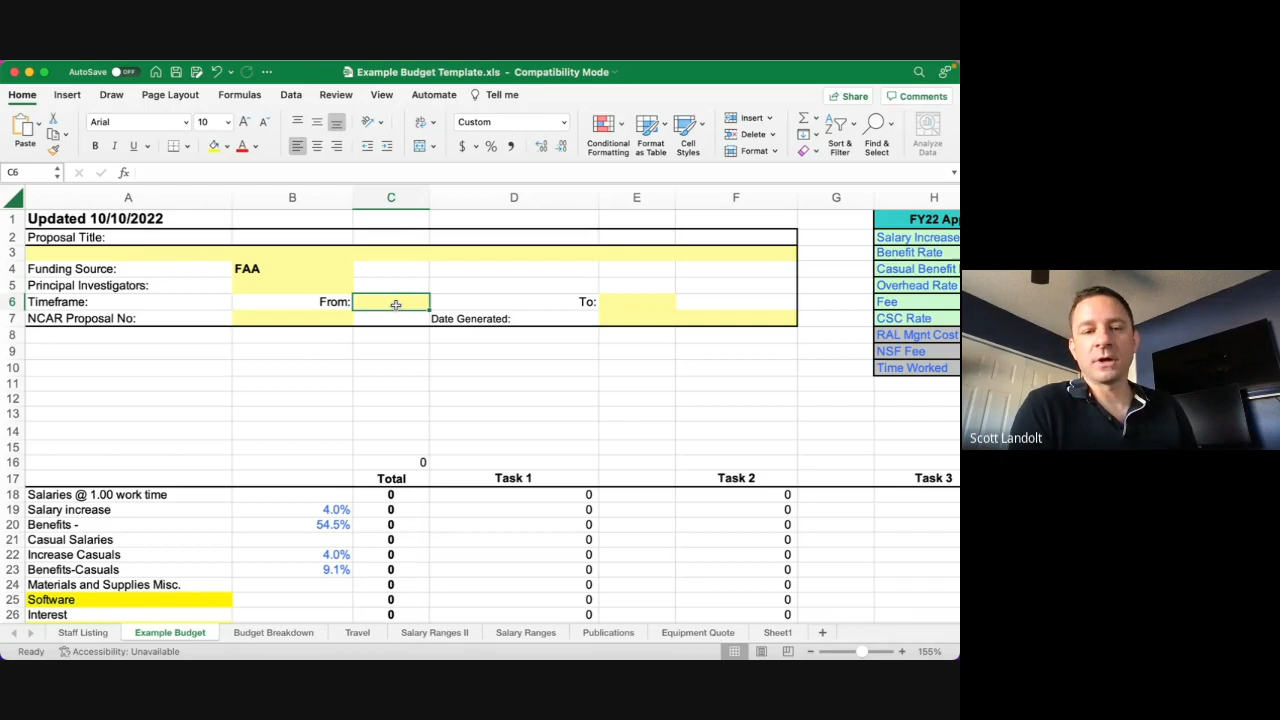 AutoSave OFF Example Budget Template.xls - Compatibility Mode
Home Insert Draw Page Layout Formulas Data Review View Automate Tell me Share Comments
Paste Arial 10 Custom Conditional Formatting Format as Table Cell Styles Insert Delete Format Sort & Filter Find & Select Analyze Data
B I U A $ %
C6 fx
A B C D E F G H
1 Updated 10/10/2022 FY22 App
2 Proposal Title: Salary Increase
3 Benefit Rate
4 Funding Source: FAA Casual Benefit
5 Principal Investigators: Overhead Rate
6 Timeframe: From: To: Fee
7 NCAR Proposal No: Date Generated: CSC Rate
8 RAL Mgnt Cost
9 NSF Fee
10 Time Worked
11
12
13
14
15
16 0
17 Total Task 1 Task 2 Task 3
18 Salaries @ 1.00 work time 0 0 0
19 Salary increase 4.0% 0 0 0
20 Benefits - 54.5% 0 0 0
21 Casual Salaries 0 0 0
22 Increase Casuals 4.0% 0 0 0
23 Benefits-Casuals 9.1% 0 0 0
24 Materials and Supplies Misc. 0 0 0
25 Software 0 0 0
26 Interest 0 0 0
Staff Listing Example Budget Budget Breakdown Travel Salary Ranges II Salary Ranges Publications Equipment Quote Sheet1 +
Ready Accessibility: Unavailable 155%
Scott Landolt